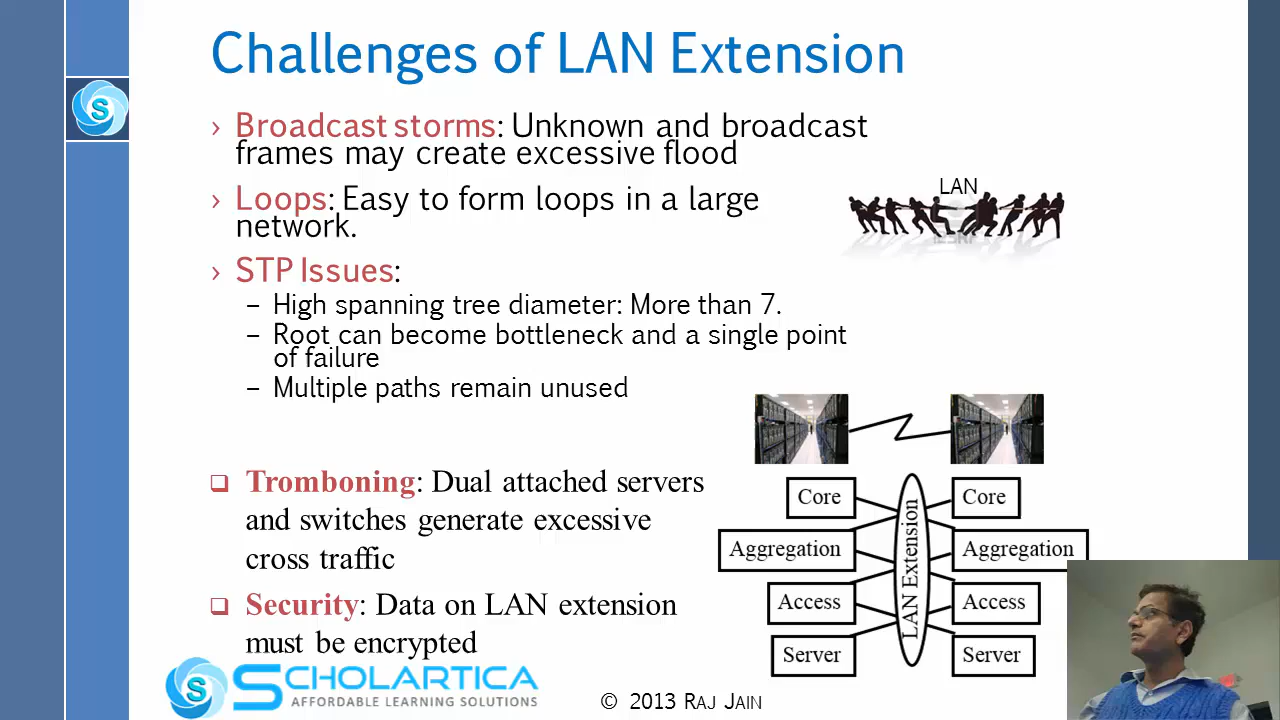 Challenges of LAN Extension
› Broadcast storms: Unknown and broadcast
frames may create excessive flood
› Loops: Easy to form loops in a large
network.
› STP Issues:
– High spanning tree diameter: More than 7.
– Root can become bottleneck and a single point
of failure
– Multiple paths remain unused
LAN
❑ Tromboning: Dual attached servers
and switches generate excessive
cross traffic
❑ Security: Data on LAN extension
must be encrypted
Core
Aggregation
Access
Server
LAN Extension
Core
Aggregation
Access
Server
S
S
SCHOLARTICA
AFFORDABLE LEARNING SOLUTIONS
© 2013 RAJ JAIN